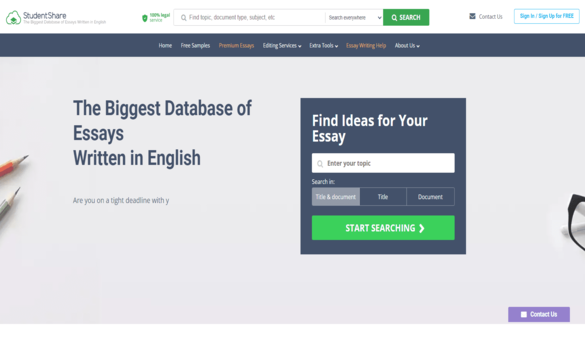 StudentShare
The Biggest Database of Essays Written in English
100% legal
service
Find topic, document type, subject, etc
Search everywhere
SEARCH
Contact Us
Sign In / Sign Up for FREE
Home
Free Samples
Premium Essays
Editing Services
Extra Tools
Essay Writing Help
About Us
The Biggest Database of
Essays
Written in English
Are you on a tight deadline with y
Find Ideas for Your
Essay
Enter your topic
Search in:
Title & document
Title
Document
START SEARCHING
Contact Us